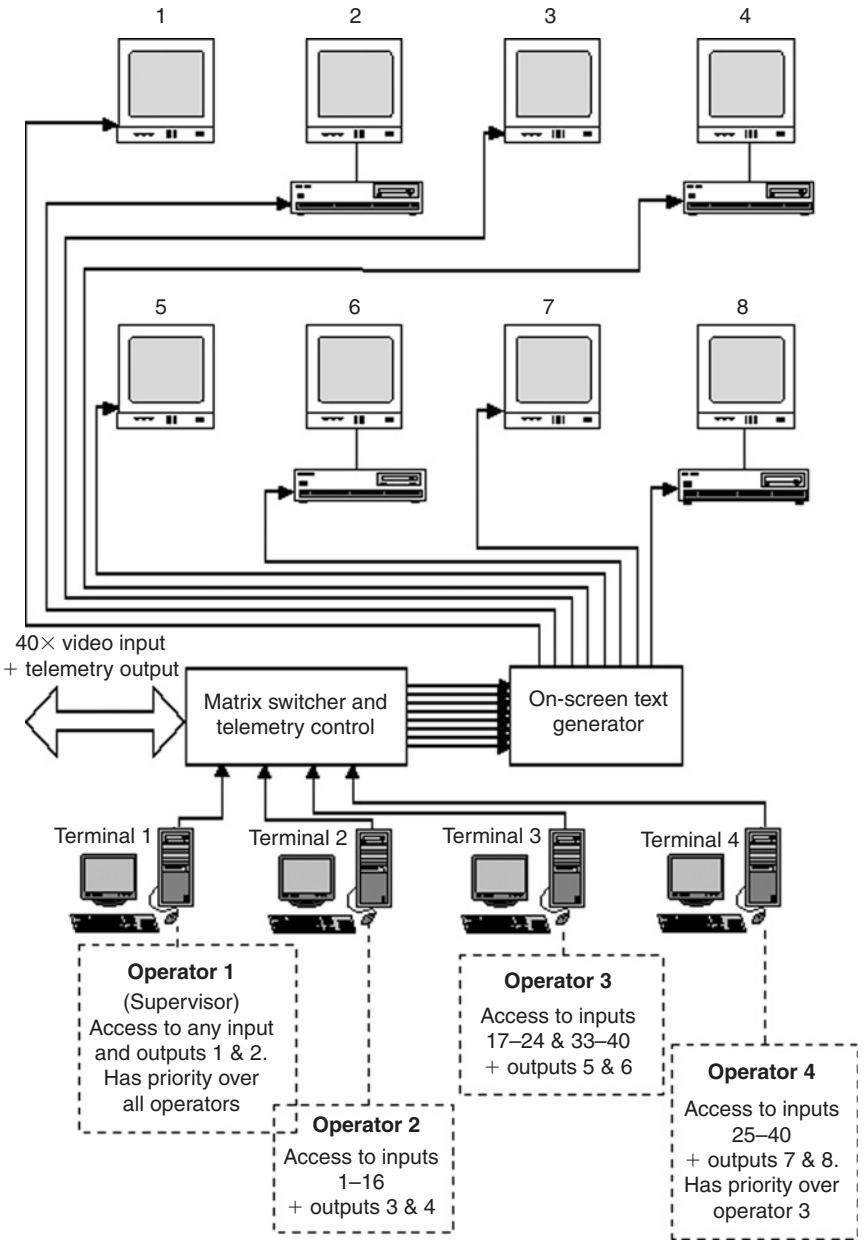 1
2
3
4
5
6
7
8
40× video input
+ telemetry output
Matrix switcher and
telemetry control
On-screen text
generator
Terminal 1
Terminal 2
Terminal 3
Terminal 4
Operator 1
(Supervisor)
Access to any input
and outputs 1 & 2.
Has priority over
all operators
Operator 2
Access to inputs
1–16
+ outputs 3 & 4
Operator 3
Access to inputs
17–24 & 33–40
+ outputs 5 & 6
Operator 4
Access to inputs
25–40
+ outputs 7 & 8.
Has priority over
operator 3